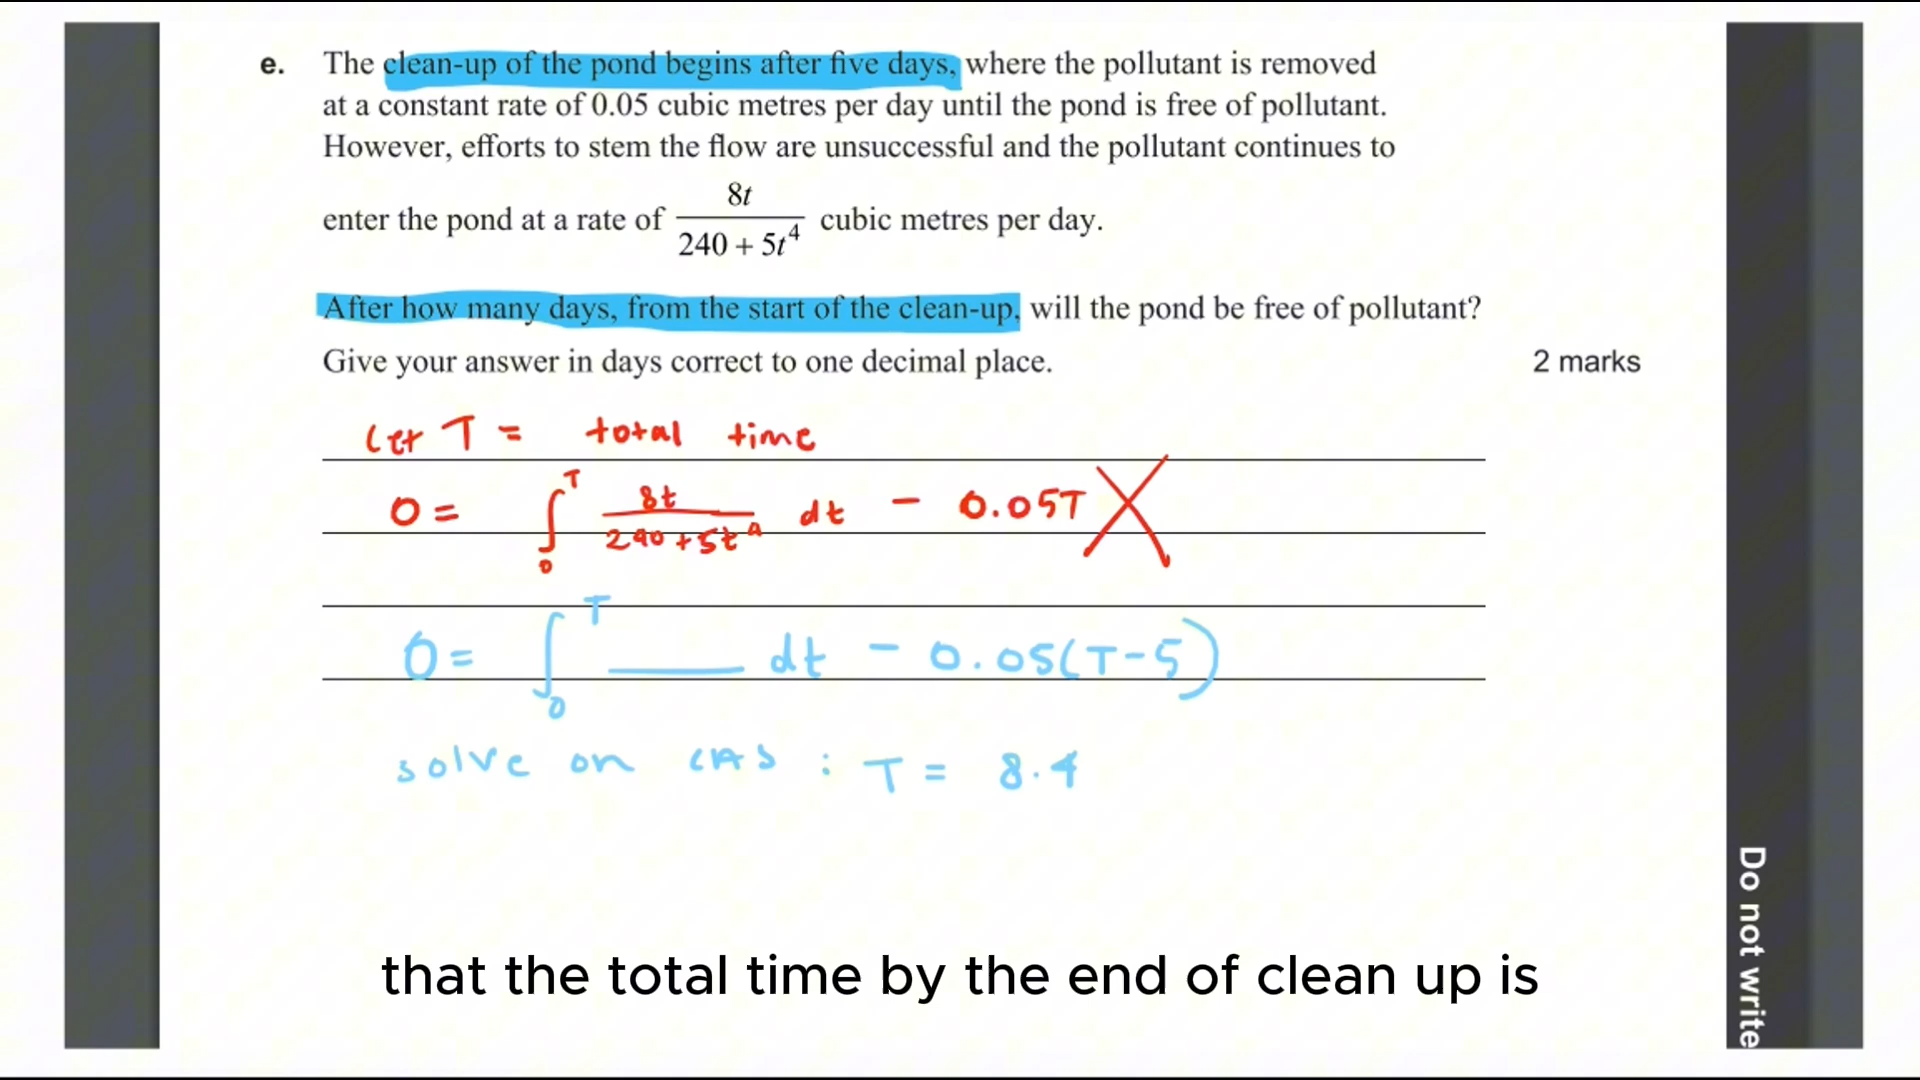 e. The clean-up of the pond begins after five days, where the pollutant is removed
at a constant rate of 0.05 cubic metres per day until the pond is free of pollutant.
However, efforts to stem the flow are unsuccessful and the pollutant continues to
enter the pond at a rate of 8t / (240 + 5t⁴) cubic metres per day.
After how many days, from the start of the clean-up, will the pond be free of pollutant?
Give your answer in days correct to one decimal place. 2 marks
Let T = total time
0 = ∫₀ᵀ 8t / (240 + 5t⁴) dt - 0.05T
0 = ∫₀ᵀ ___ dt - 0.05(T-5)
solve on CAS : T = 8.4
that the total time by the end of clean up is
Do not write